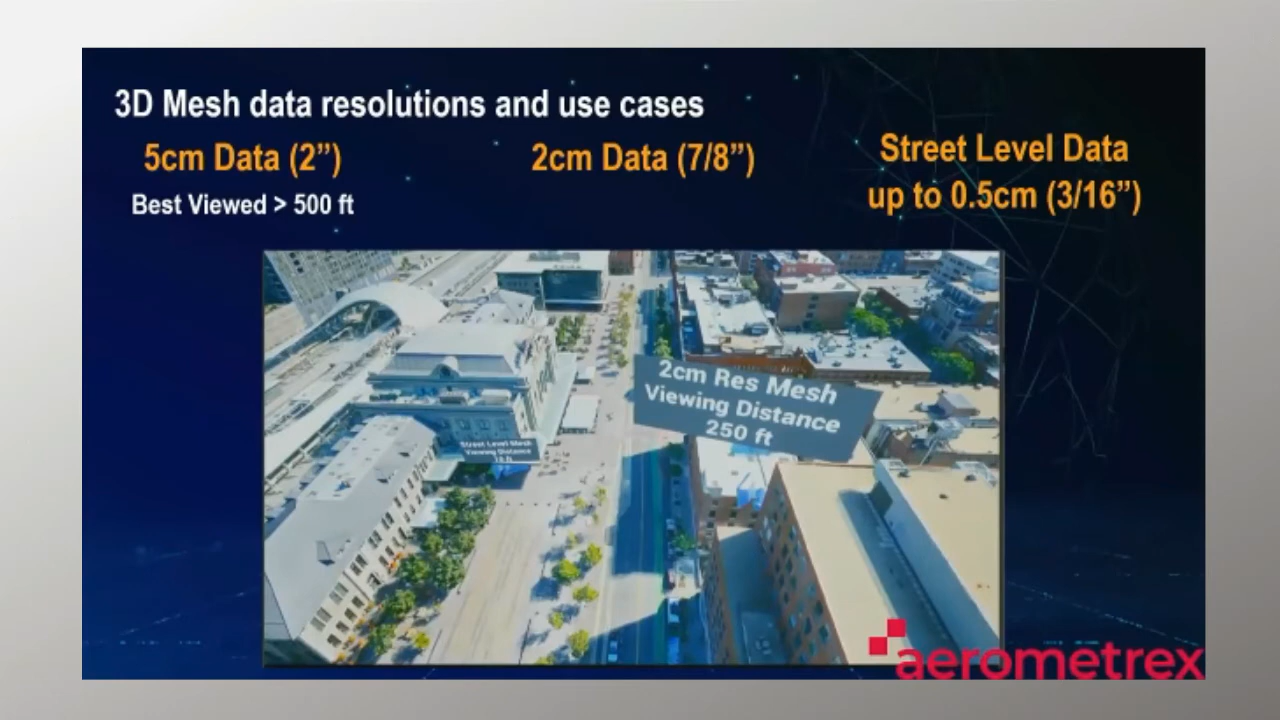 3D Mesh data resolutions and use cases
5cm Data (2”)
Best Viewed > 500 ft
2cm Data (7/8”)
Street Level Data
up to 0.5cm (3/16”)
2cm Res Mesh
Viewing Distance
250 ft
Street Level Mesh
Viewing Distance
aerometrex